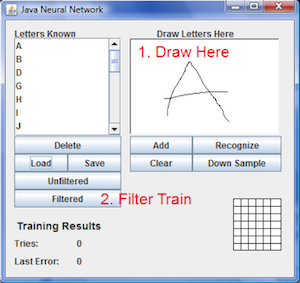 Java Neural Network
Letters Known
Draw Letters Here
A
B
D
G
H
I
J
1. Draw Here
A
Delete
Add
Recognize
Load
Save
Clear
Down Sample
Unfiltered
Filtered
2. Filter Train
Training Results
Tries: 0
Last Error: 0